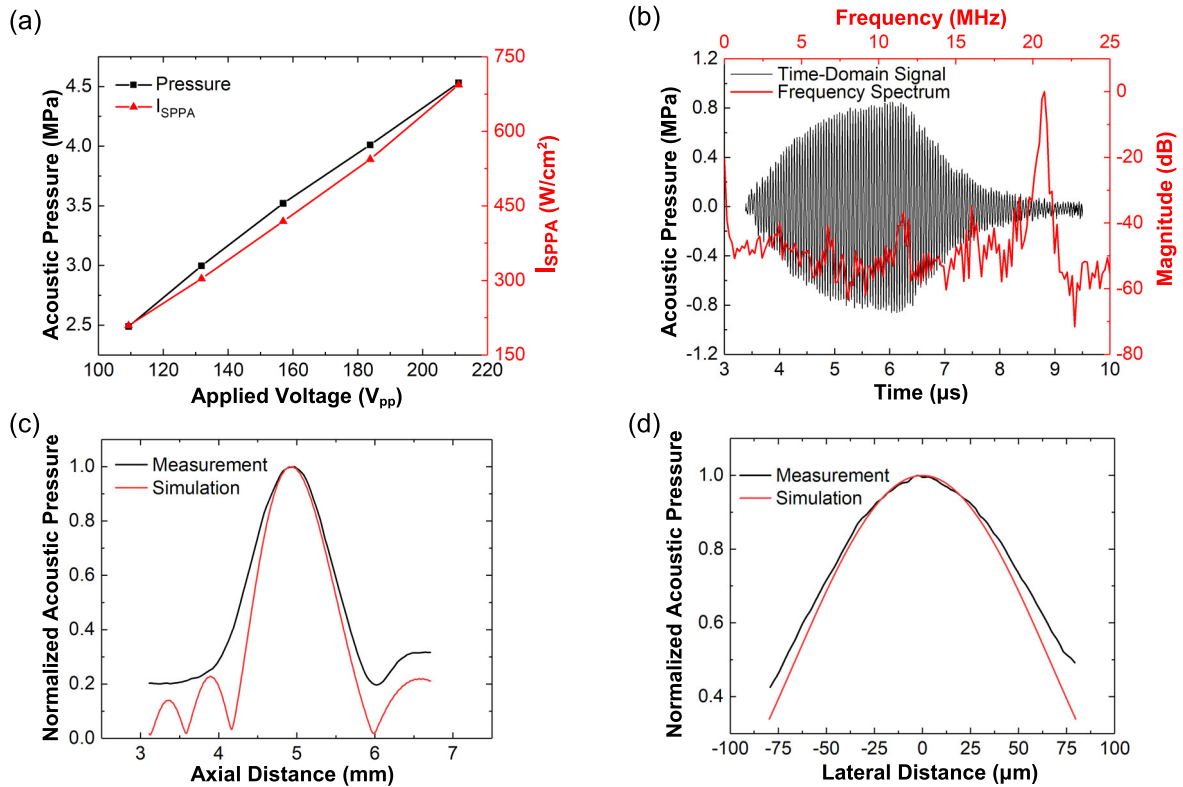 (a)
Pressure
I_SPPA
Acoustic Pressure (MPa)
4.5
4.0
3.5
3.0
2.5
100 120 140 160 180 200 220
Applied Voltage (Vpp)
750
600
450
300
150
I_SPPA (W/cm²)
(b)
Frequency (MHz)
0 5 10 15 20 25
Time-Domain Signal
Frequency Spectrum
Acoustic Pressure (MPa)
1.2
0.8
0.4
0.0
-0.4
-0.8
-1.2
3 4 5 6 7 8 9 10
Time (µs)
0
-20
-40
-60
-80
Magnitude (dB)
(c)
Measurement
Simulation
Normalized Acoustic Pressure
1.0
0.8
0.6
0.4
0.2
0.0
3 4 5 6 7
Axial Distance (mm)
(d)
Measurement
Simulation
Normalized Acoustic Pressure
1.0
0.8
0.6
0.4
-100 -75 -50 -25 0 25 50 75 100
Lateral Distance (µm)